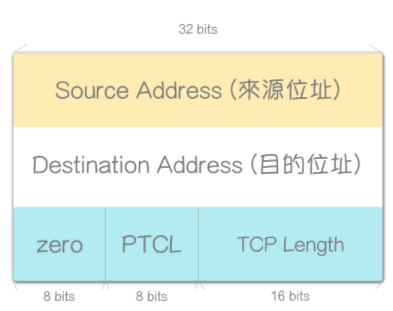 32 bits
Source Address (來源位址)
Destination Address (目的位址)
zero PTCL TCP Length
8 bits 8 bits 16 bits